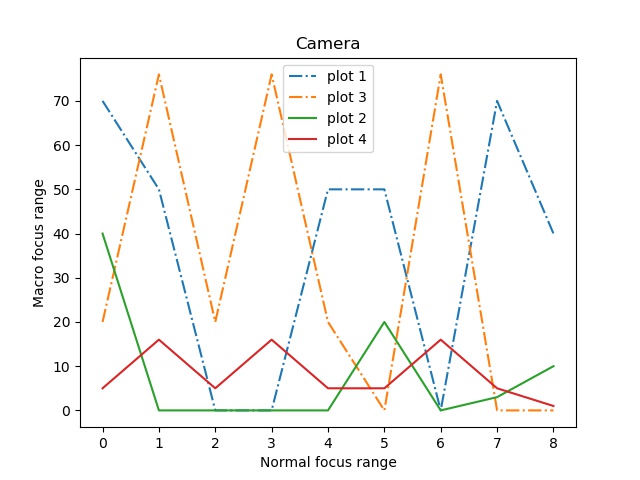 Camera
plot 1
plot 3
plot 2
plot 4
Macro focus range
70
60
50
40
30
20
10
0
0 1 2 3 4 5 6 7 8
Normal focus range